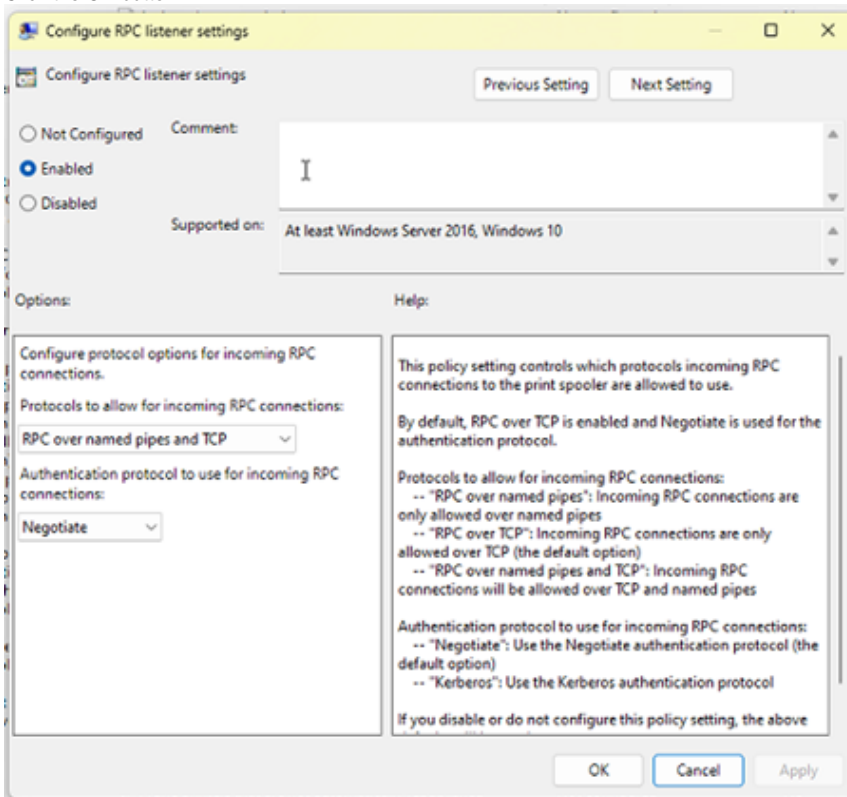 Configure RPC listener settings
Configure RPC listener settings
Previous Setting
Next Setting
Not Configured
Comment:
Enabled
Disabled
Supported on:
At least Windows Server 2016, Windows 10
Options:
Help:
Configure protocol options for incoming RPC
connections.
Protocols to allow for incoming RPC connections:
RPC over named pipes and TCP
Authentication protocol to use for incoming RPC
connections:
Negotiate
This policy setting controls which protocols incoming RPC
connections to the print spooler are allowed to use.
By default, RPC over TCP is enabled and Negotiate is used for the
authentication protocol.
Protocols to allow for incoming RPC connections:
-- "RPC over named pipes": Incoming RPC connections are
only allowed over named pipes
-- "RPC over TCP": Incoming RPC connections are only
allowed over TCP (the default option)
-- "RPC over named pipes and TCP": Incoming RPC
connections will be allowed over TCP and named pipes
Authentication protocol to use for incoming RPC connections:
-- "Negotiate": Use the Negotiate authentication protocol (the
default option)
-- "Kerberos": Use the Kerberos authentication protocol
If you disable or do not configure this policy setting, the above
OK
Cancel
Apply